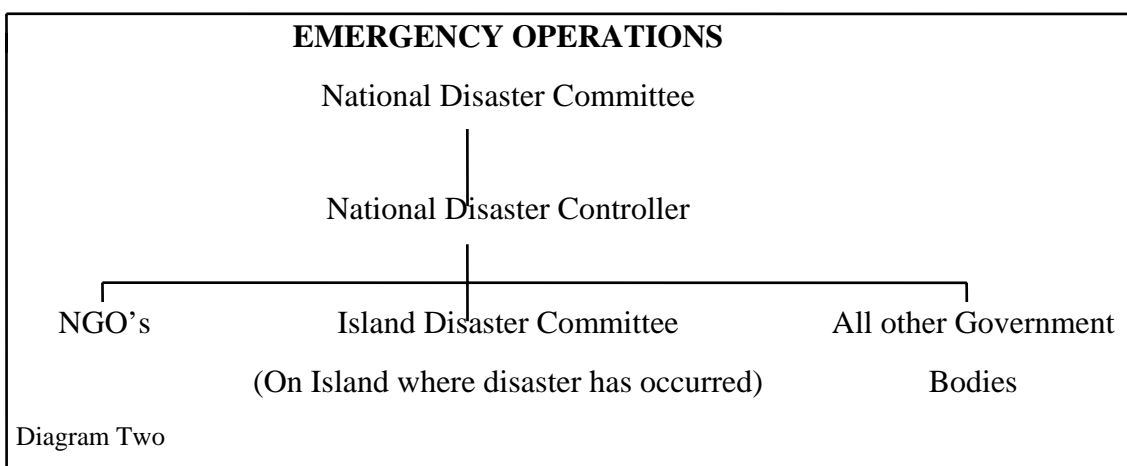 EMERGENCY OPERATIONS
National Disaster Committee
National Disaster Controller
NGO’s Island Disaster Committee All other Government
(On Island where disaster has occurred) Bodies
Diagram Two